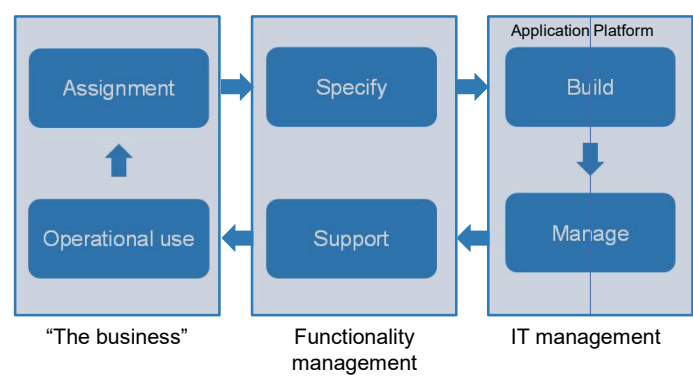 Application Platform
Assignment
Specify
Build
Operational use
Support
Manage
“The business”
Functionality
management
IT management